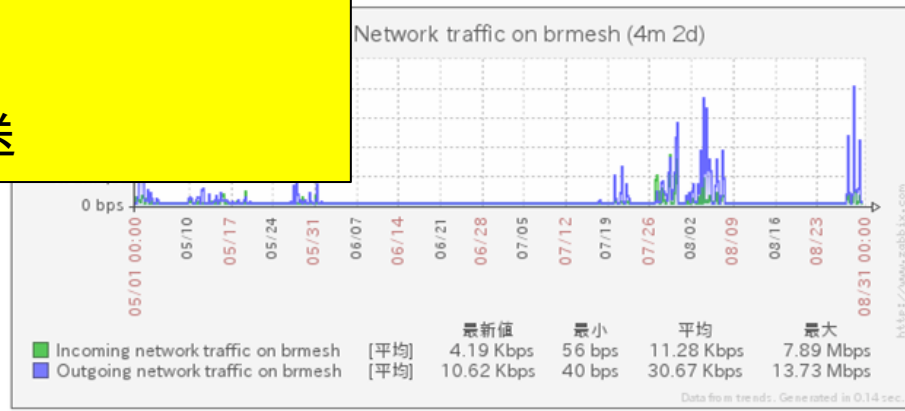 Network traffic on brmesh (4m 2d)
0 bps
05/01 00:00
05/10
05/17
05/24
05/31
06/07
06/14
06/21
06/28
07/05
07/12
07/19
07/26
08/02
08/09
08/16
08/23
08/31 00:00
最新値 最小 平均 最大
Incoming network traffic on brmesh [平均] 4.19 Kbps 56 bps 11.28 Kbps 7.89 Mbps
Outgoing network traffic on brmesh [平均] 10.62 Kbps 40 bps 30.67 Kbps 13.73 Mbps
Data from trends. Generated in 0.14 sec.
http://www.zabbix.com